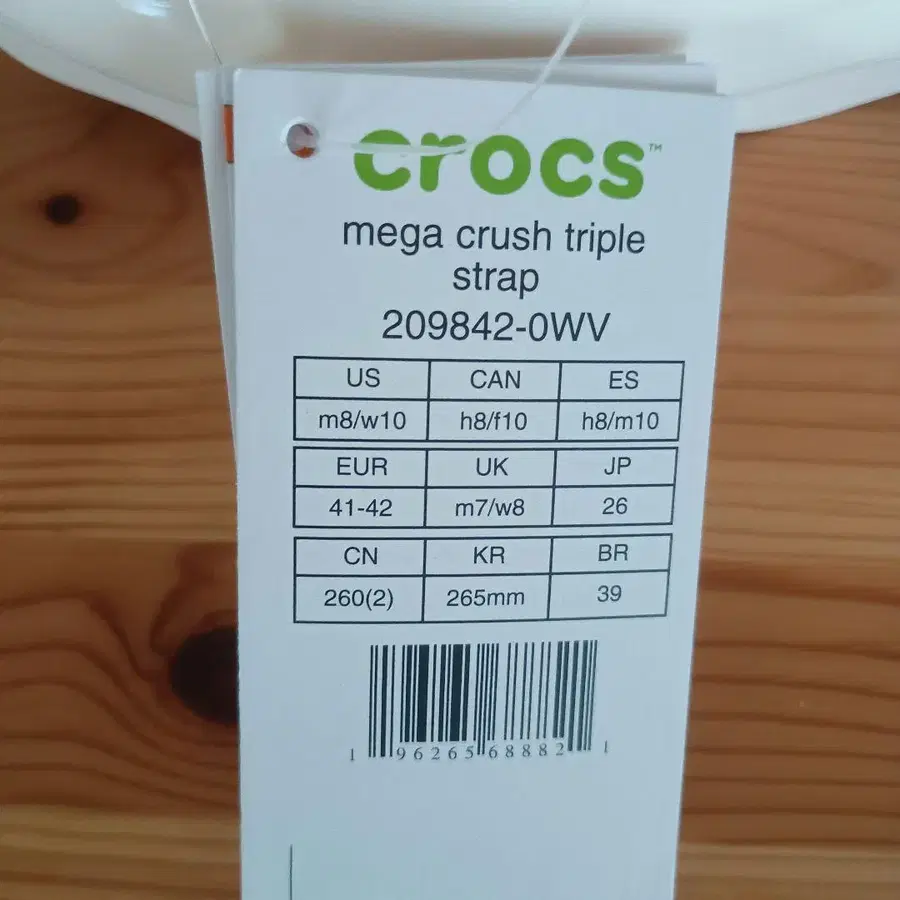 crocs™
mega crush triple
strap
209842-0WV
US CAN ES
m8/w10 h8/f10 h8/m10
EUR UK JP
41-42 m7/w8 26
CN KR BR
260(2) 265mm 39
1 96265 68882 1